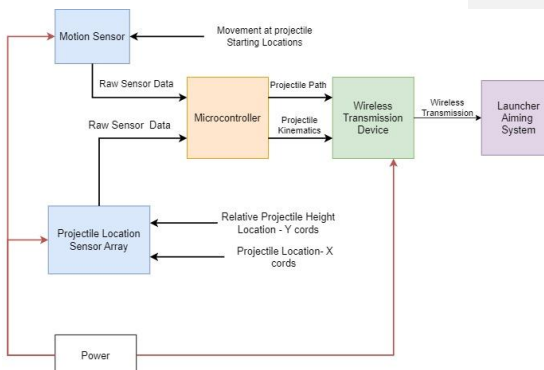 Motion Sensor
Movement at projectile
Starting Locations
Raw Sensor Data
Projectile Path
Microcontroller
Wireless
Transmission
Device
Wireless
Transmission
Launcher
Aiming
System
Raw Sensor Data
Projectile
Kinematics
Projectile Location
Sensor Array
Relative Projectile Height
Location - Y cords
Projectile Location- X
cords
Power